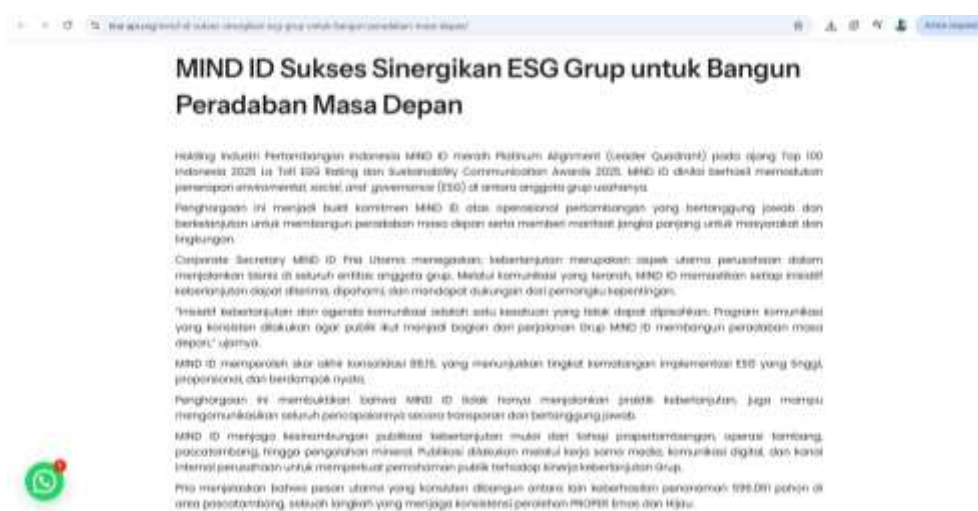 MIND ID Sukses Sinergikan ESG Grup untuk Bangun
Peradaban Masa Depan
Holding Industri Pertambangan Indonesia MIND ID meraih Platinum Alignment (Leader Quadrant) pada ajang Top 100
Indonesia 2025 La Tofi ESG Rating dan Sustainability Communication Awards 2025. MIND ID dinilai berhasil memadukan
penerapan enviromental, social, and governance (ESG) di antara anggota grup usahanya.
Penghargaan ini menjadi bukti komitmen MIND ID atas operasional pertambangan yang bertanggung jawab dan
berkelanjutan untuk membangun peradaban masa depan serta memberi manfaat jangka panjang untuk masyarakat dan
lingkungan.
Corporate Secretary MIND ID Pria Utama menegaskan, keberlanjutan merupakan aspek utama perusahaan dalam
menjalankan bisnis di seluruh entitas anggota grup. Melalui komunikasi yang terarah, MIND ID memastikan setiap inisiatif
keberlanjutan dapat diterima, dipahami, dan mendapat dukungan dari pemangku kepentingan.
"Inisiatif keberlanjutan dan agenda komunikasi adalah satu kesatuan yang tidak dapat dipisahkan. Program komunikasi
yang konsisten dilakukan agar publik ikut menjadi bagian dari perjalanan Grup MIND ID membangun peradaban masa
depan," ujarnya.
MIND ID memperoleh skor akhir konsolidasi yang menunjukkan tingkat kematangan implementasi ESG yang tinggi,
proporsional, dan berdampak nyata.
Penghargaan ini membuktikan bahwa MIND ID tidak hanya menjalankan praktik keberlanjutan, juga mampu
mengomunikasikan seluruh pencapaiannya secara transparan dan bertanggung jawab.
MIND ID menjaga kesinambungan publikasi keberlanjutan mulai dari tahap prapertambangan, operasi tambang,
pascatambang, hingga pengolahan mineral. Publikasi dilakukan melalui kerja sama media, komunikasi digital, dan kanal
internal perusahaan untuk memperkuat pemahaman publik terhadap kinerja keberlanjutan Grup.
Pria menjelaskan bahwa pesan utama yang konsisten dibangun antara lain keberhasilan penanaman pohon di
area pascatambang, sebuah langkah yang menjaga konsistensi perolehan PROPER Emas dan Hijau.